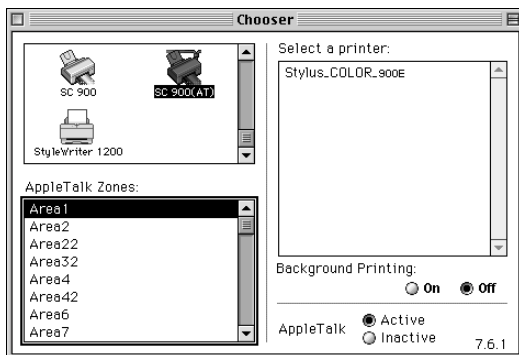 Chooser
SC 900
SC 900(AT)
StyleWriter 1200
AppleTalk Zones:
Area1
Area2
Area22
Area32
Area4
Area42
Area6
Area7
Select a printer:
Stylus_COLOR_900E
Background Printing:
On Off
AppleTalk
Active
Inactive
7.6.1